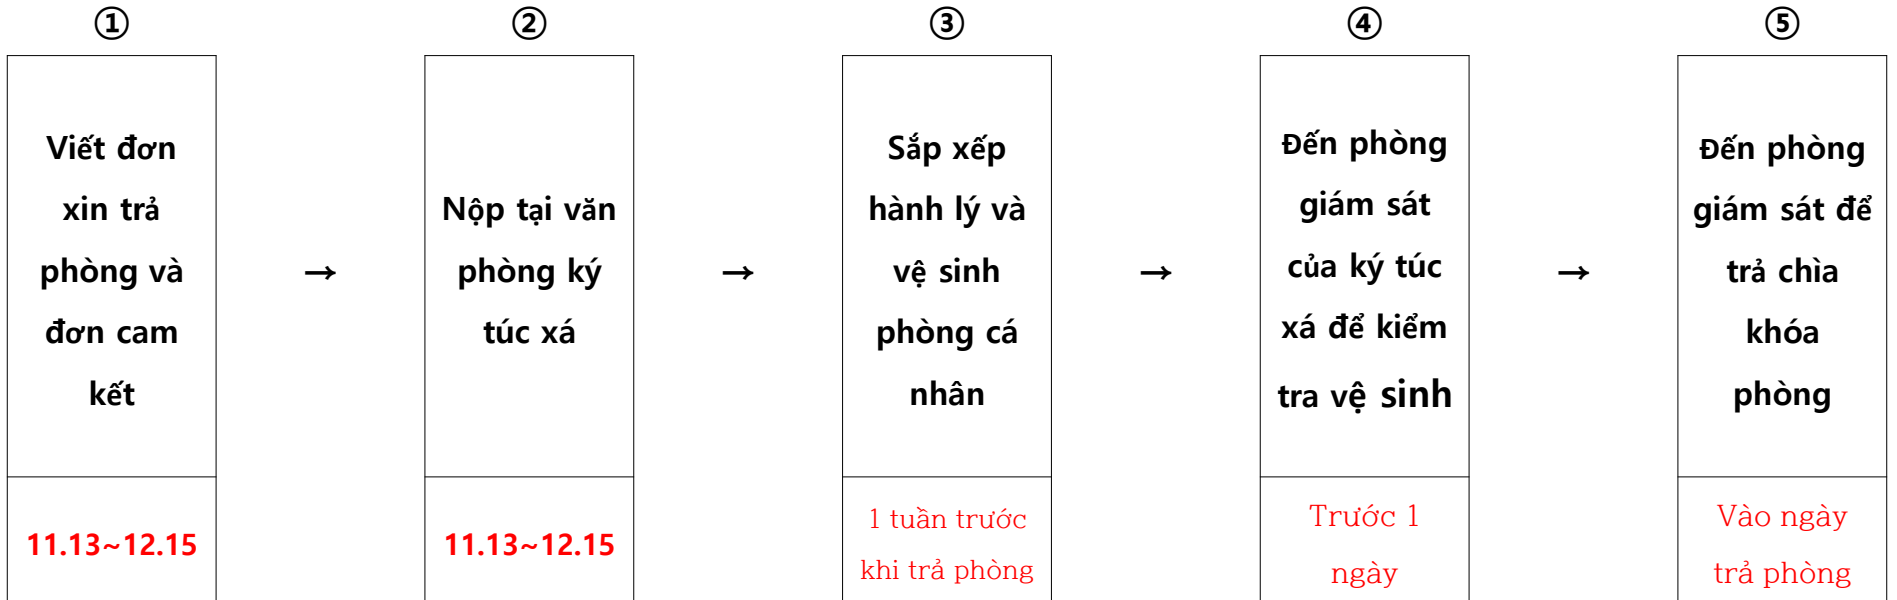 ①
Viết đơn
xin trả
phòng và
đơn cam
kết
11.13~12.15
→
②
Nộp tại văn
phòng ký
túc xá
11.13~12.15
→
③
Sắp xếp
hành lý và
vệ sinh
phòng cá
nhân
1 tuần trước
khi trả phòng
→
④
Đến phòng
giám sát
của ký túc
xá để kiểm
tra vệ sinh
Trước 1
ngày
→
⑤
Đến phòng
giám sát để
trả chìa
khóa
phòng
Vào ngày
trả phòng